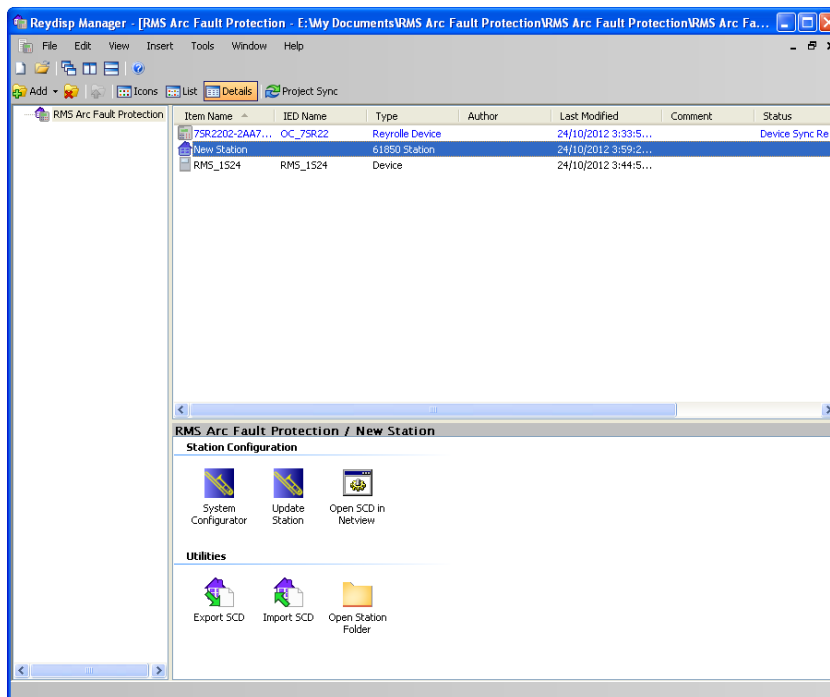 Reydisp Manager - [RMS Arc Fault Protection - E:\My Documents\RMS Arc Fault Protection\RMS Arc Fault Protection\RMS Arc Fa...
File Edit View Insert Tools Window Help
Add Icons List Details Project Sync
RMS Arc Fault Protection
Item Name IED Name Type Author Last Modified Comment Status
7SR2202-2AA7... OC_7SR22 Reyrolle Device 24/10/2012 3:33:5... Device Sync Re
New Station 61850 Station 24/10/2012 3:59:2...
RMS_1S24 RMS_1S24 Device 24/10/2012 3:44:5...
RMS Arc Fault Protection / New Station
Station Configuration
System Configurator
Update Station
Open SCD in Netview
Utilities
Export SCD
Import SCD
Open Station Folder